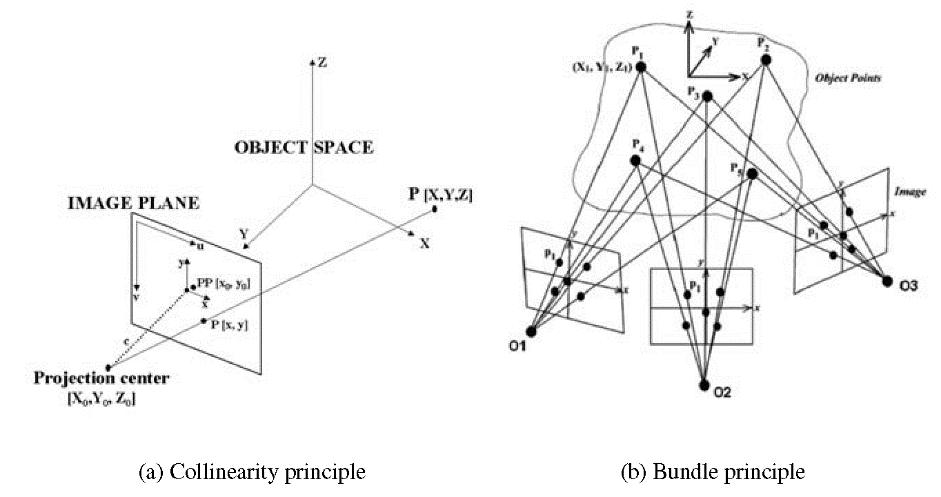 Z
OBJECT SPACE
P [X,Y,Z]
IMAGE PLANE
Y
X
u
y
PP [x₀, y₀]
v
x
P [x, y]
c
Projection center
[X₀,Y₀, Z₀]
(a) Collinearity principle
Z
Y
P₁
P₂
(X₁, Y₁, Z₁)
X
Object Points
P₃
P₄
P₅
Image
y
x
p₁
y
p₁
x
y
p₁
x
O1
O2
O3
(b) Bundle principle